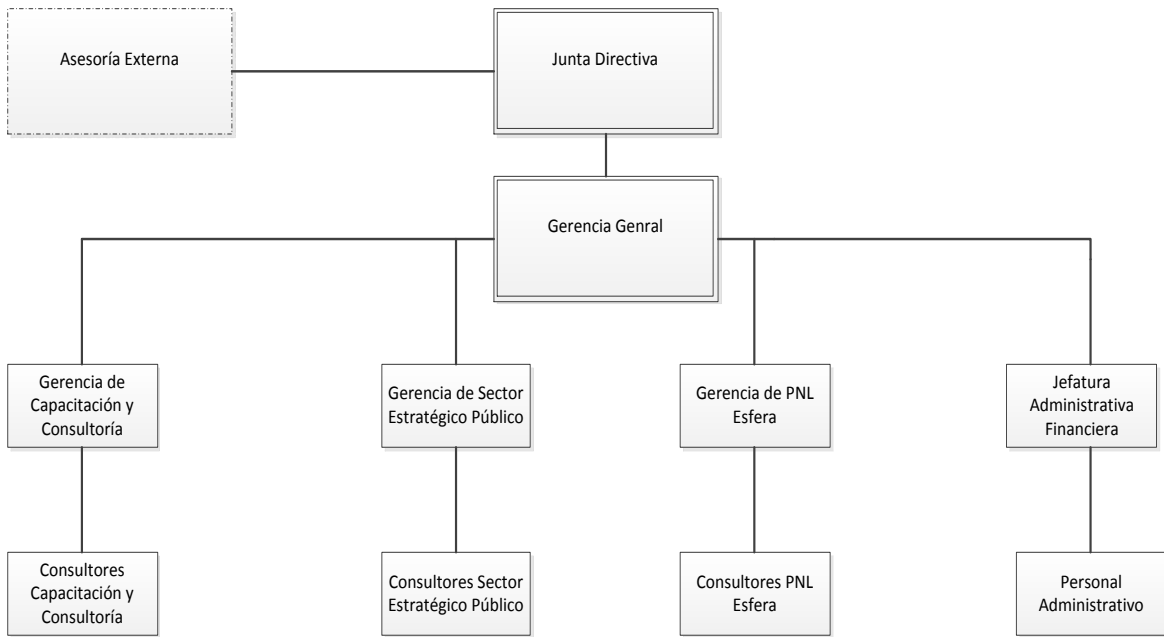 Asesoría Externa
Junta Directiva
Gerencia Genral
Gerencia de
Capacitación y
Consultoría
Gerencia de Sector
Estratégico Público
Gerencia de PNL
Esfera
Jefatura
Administrativa
Financiera
Consultores
Capacitación y
Consultoría
Consultores Sector
Estratégico Público
Consultores PNL
Esfera
Personal
Administrativo